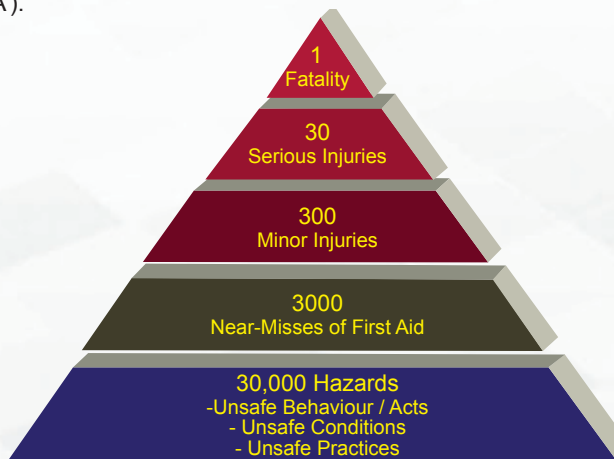 A).
1
Fatality
30
Serious Injuries
300
Minor Injuries
3000
Near-Misses of First Aid
30,000 Hazards
-Unsafe Behaviour / Acts
- Unsafe Conditions
- Unsafe Practices